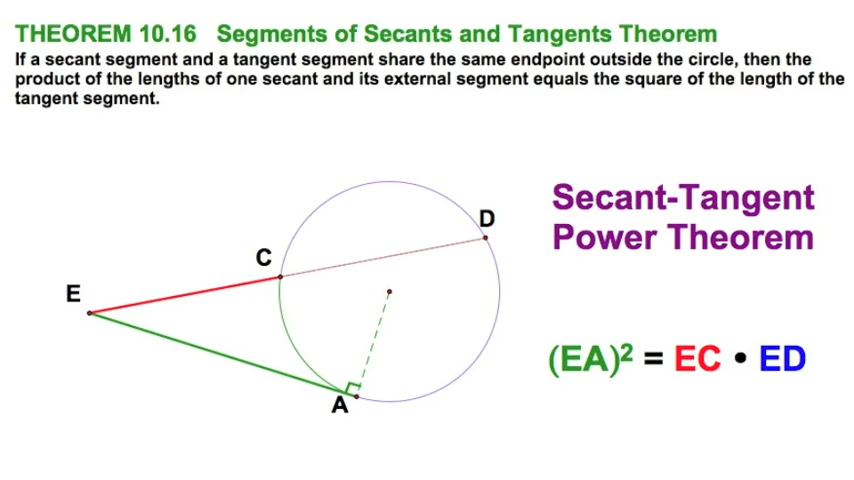 THEOREM 10.16 Segments of Secants and Tangents Theorem
If a secant segment and a tangent segment share the same endpoint outside the circle, then the
product of the lengths of one secant and its external segment equals the square of the length of the
tangent segment.
Secant-Tangent
Power Theorem
D
C
E
(EA)² = EC • ED
A